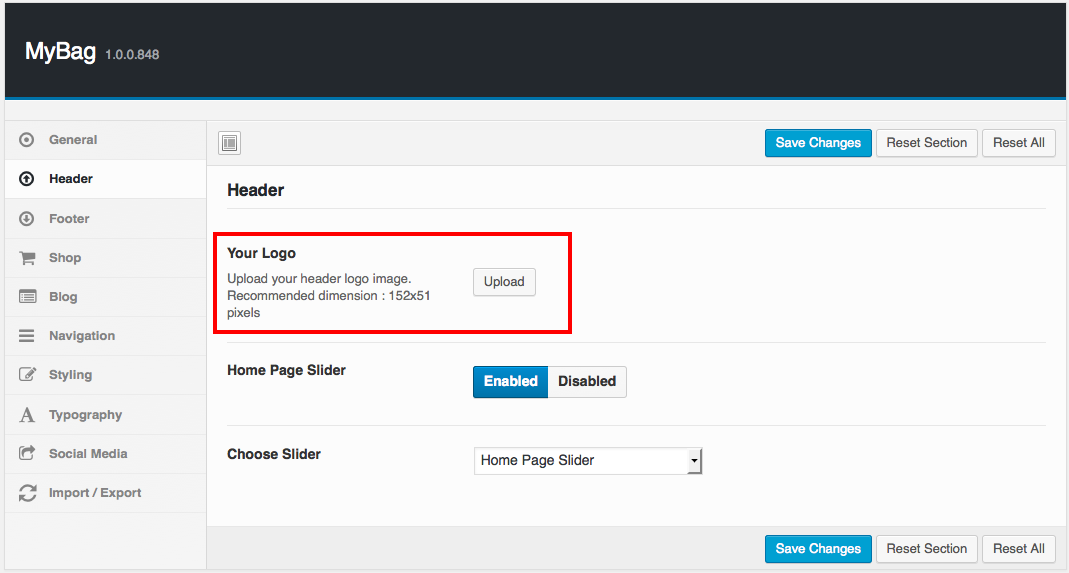 MyBag 1.0.0.848
General
Header
Footer
Shop
Blog
Navigation
Styling
Typography
Social Media
Import / Export
Save Changes Reset Section Reset All
Header
Your Logo
Upload your header logo image.
Recommended dimension : 152x51
pixels
Upload
Home Page Slider
Enabled Disabled
Choose Slider
Home Page Slider
Save Changes Reset Section Reset All